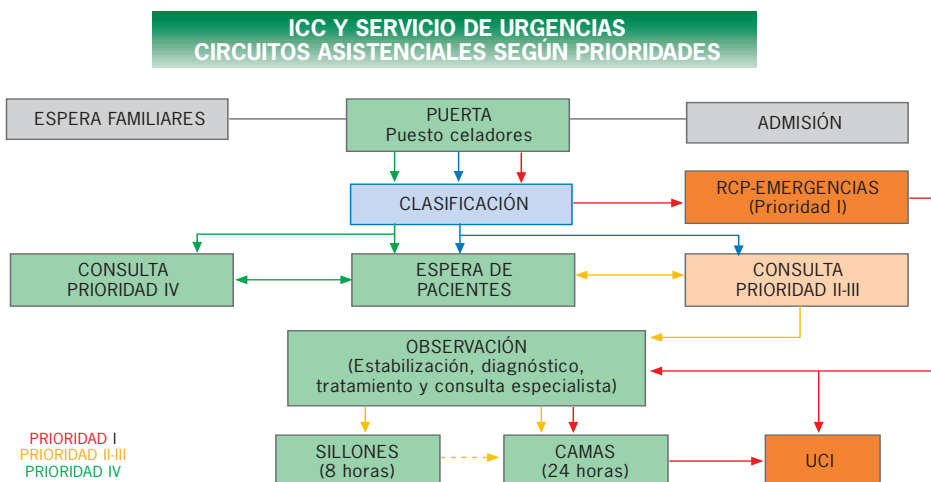 ICC Y SERVICIO DE URGENCIAS
CIRCUITOS ASISTENCIALES SEGÚN PRIORIDADES
ESPERA FAMILIARES
PUERTA
Puesto celadores
ADMISIÓN
CLASIFICACIÓN
RCP-EMERGENCIAS
(Prioridad I)
CONSULTA
PRIORIDAD IV
ESPERA DE
PACIENTES
CONSULTA
PRIORIDAD II-III
OBSERVACIÓN
(Estabilización, diagnóstico,
tratamiento y consulta especialista)
SILLONES
(8 horas)
CAMAS
(24 horas)
UCI
PRIORIDAD I
PRIORIDAD II-III
PRIORIDAD IV